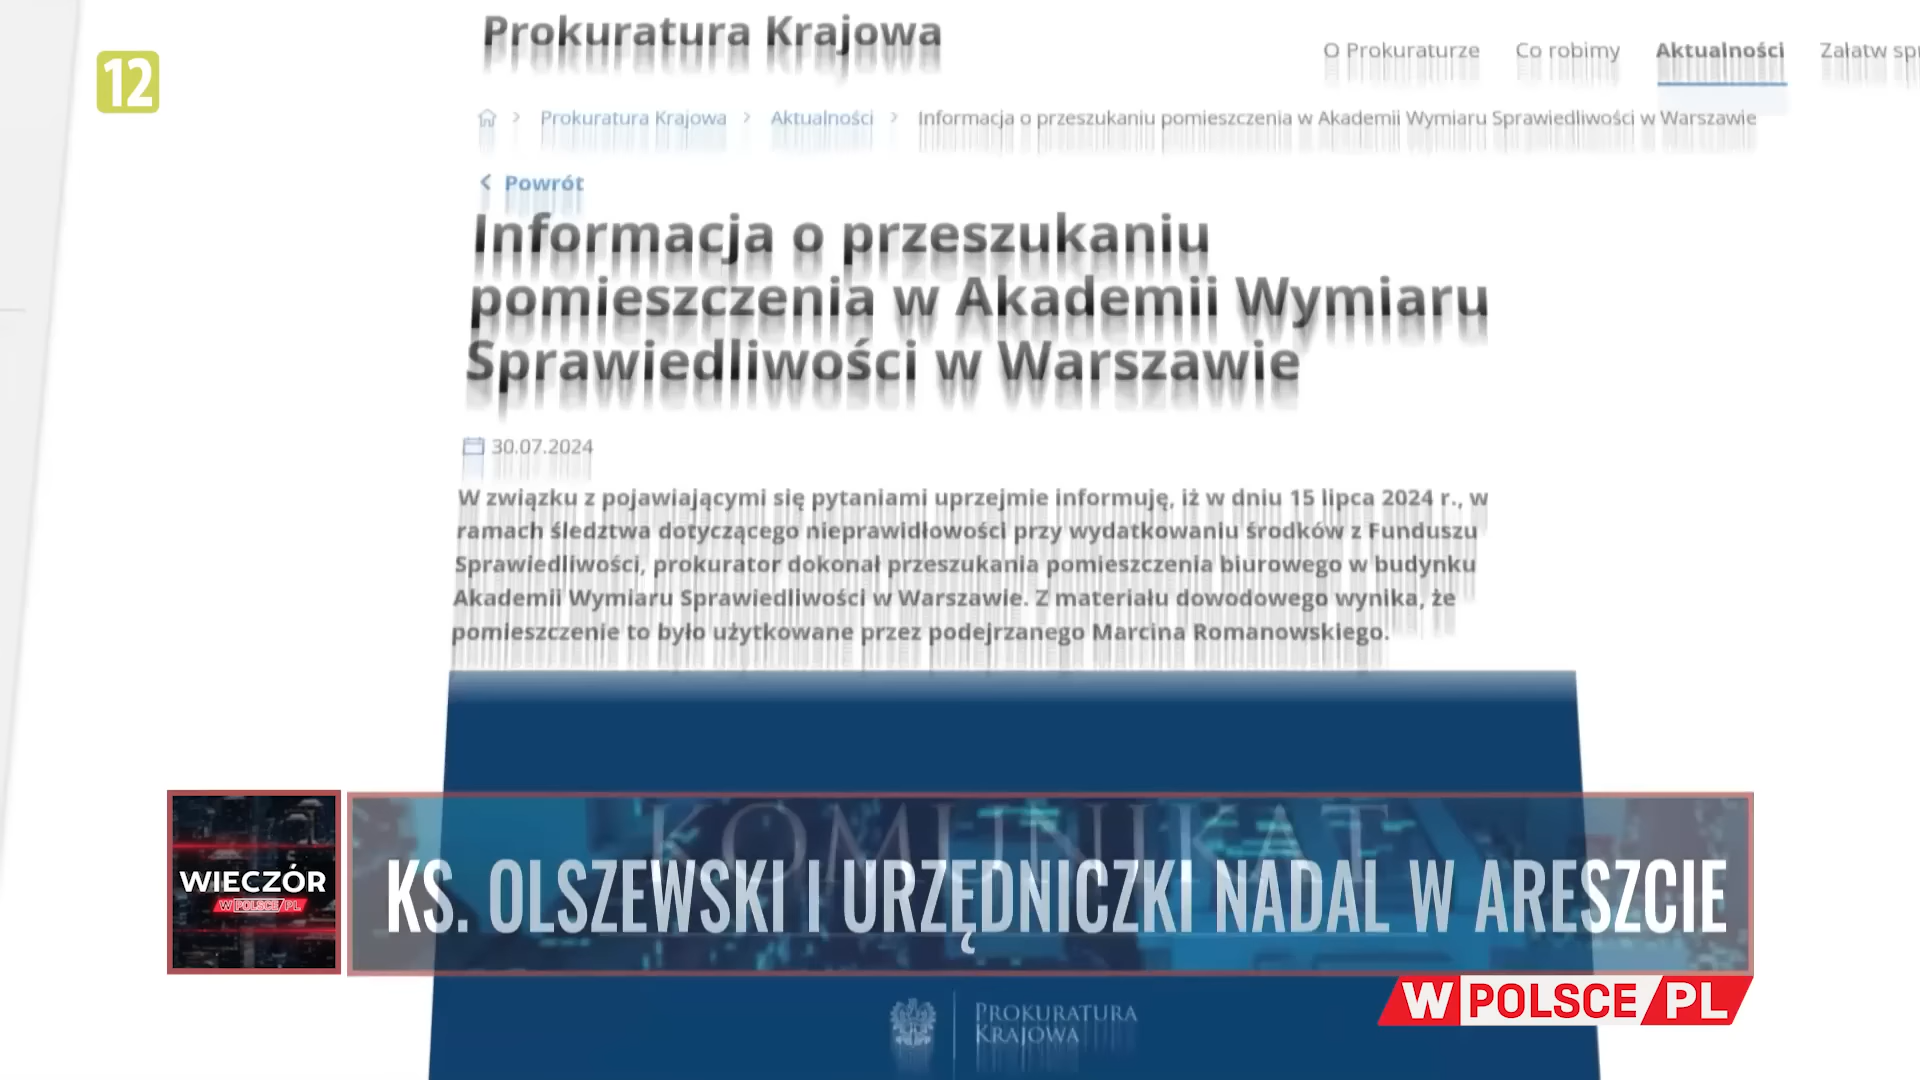 12
Prokuratura Krajowa
O Prokuraturze Co robimy Aktualności Załatw
Prokuratura Krajowa > Aktualności > Informacja o przeszukaniu pomieszczenia w Akademii Wymiaru Sprawiedliwości w Warszawie
Powrót
Informacja o przeszukaniu
pomieszczenia w Akademii Wymiaru
Sprawiedliwości w Warszawie
30.07.2024
W związku z pojawiającymi się pytaniami uprzejmie informuję, iż w dniu 15 lipca 2024 r., w
ramach śledztwa dotyczącego nieprawidłowości przy wydatkowaniu środków z Funduszu
Sprawiedliwości, prokurator dokonał przeszukania pomieszczenia biurowego w budynku
Akademii Wymiaru Sprawiedliwości w Warszawie. Z materiału dowodowego wynika, że
pomieszczenie to było użytkowane przez podejrzanego Marcina Romanowskiego.
KOMUNIKAT
WIECZÓR
W POLSCE/PL
KS. OLSZEWSKI I URZĘDNICZKI NADAL W ARESZCIE
W POLSCE/PL
PROKURATURA
KRAJOWA